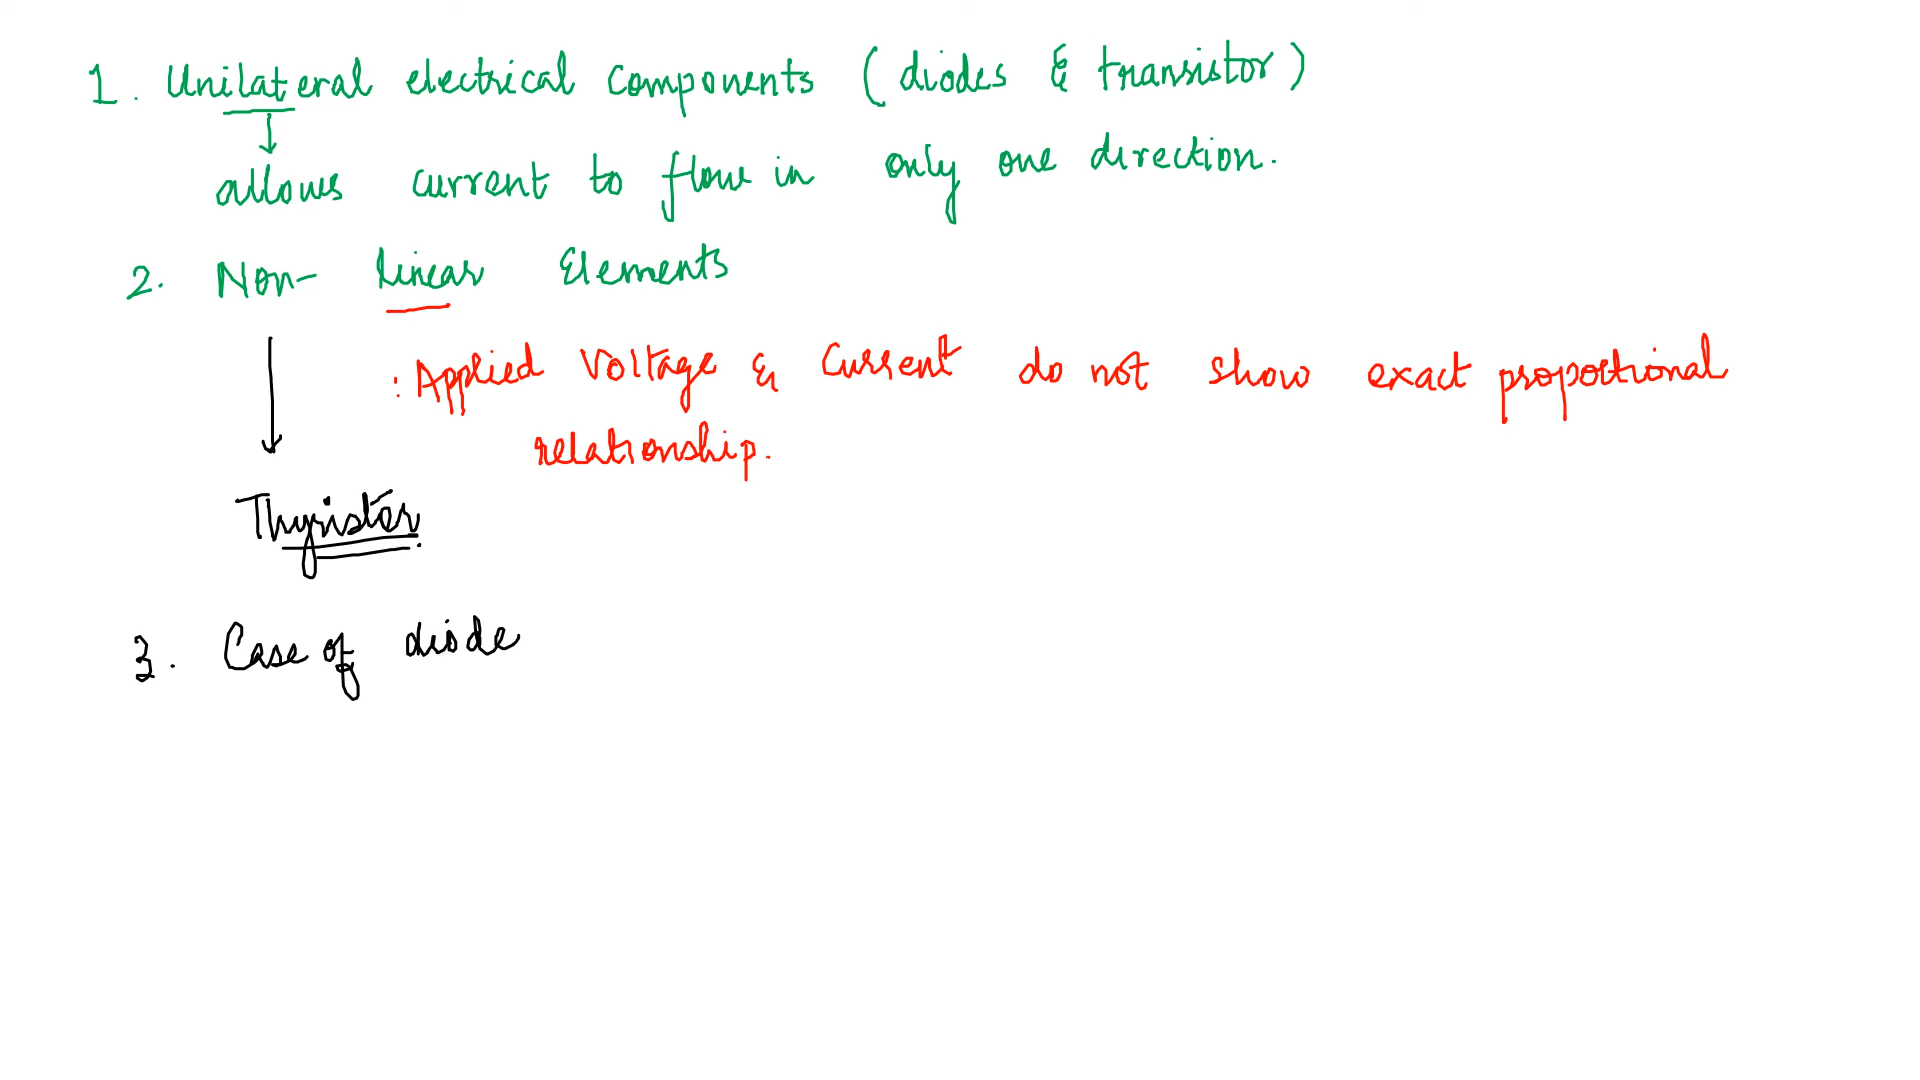 1. Unilateral electrical components (diodes & transistor)
allows current to flow in only one direction.
2. Non- linear Elements
: Applied Voltage & Current do not show exact proportional
relationship.
Thyristor.
3. Case of diode